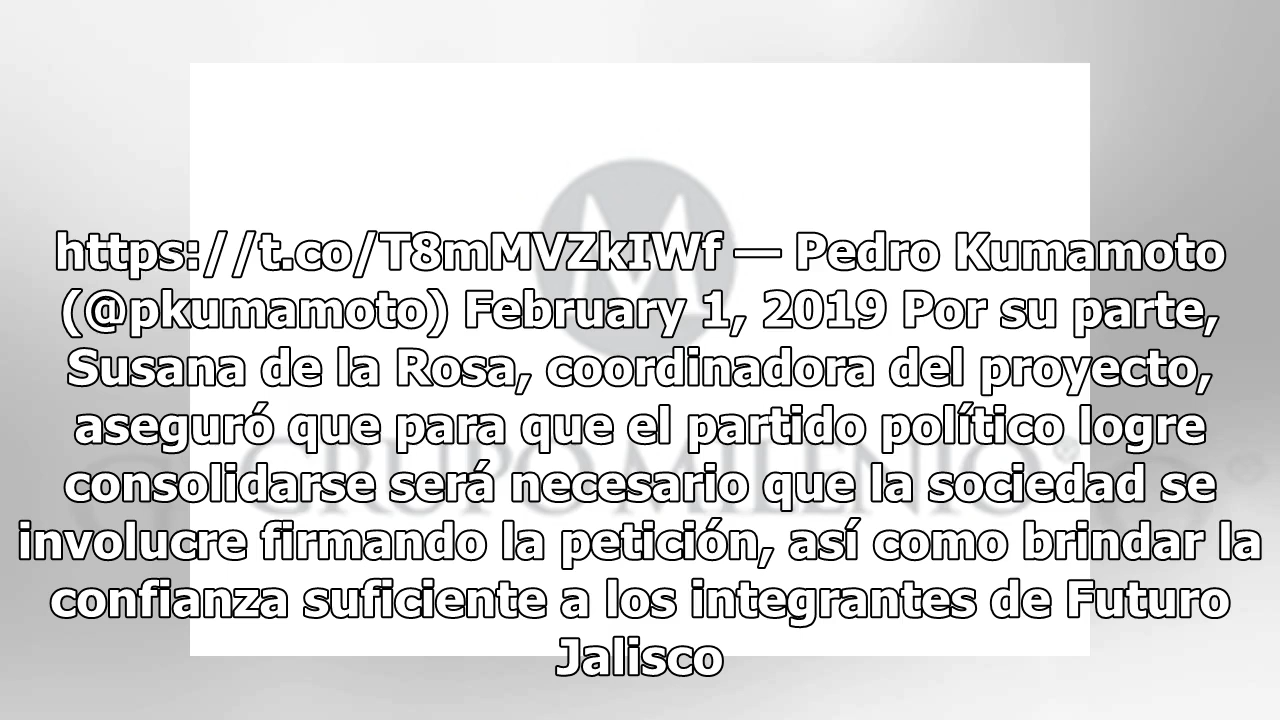 https://t.co/T8mMVZkIWf — Pedro Kumamoto
(@pkumamoto) February 1, 2019 Por su parte,
Susana de la Rosa, coordinadora del proyecto,
aseguró que para que el partido político logre
consolidarse será necesario que la sociedad se
involucre firmando la petición, así como brindar la
confianza suficiente a los integrantes de Futuro
Jalisco
M
GRUPO MILENIO®